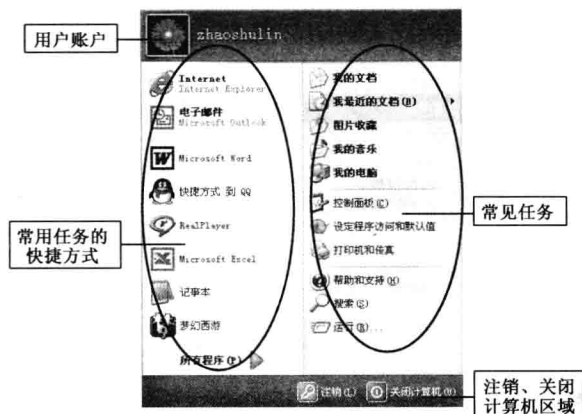 用户账户
zhaoshulin
Internet
Internet Explorer
电子邮件
Microsoft Outlook
Microsoft Word
快捷方式 到 QQ
RealPlayer
Microsoft Excel
记事本
梦幻西游
所有程序(P)
常用任务的
快捷方式
我的文档
我最近的文档(D)
图片收藏
我的音乐
我的电脑
控制面板(C)
设定程序访问和默认值
打印机和传真
帮助和支持(H)
搜索(S)
运行(R)...
常见任务
注销(L)
关闭计算机(U)
注销、关闭
计算机区域